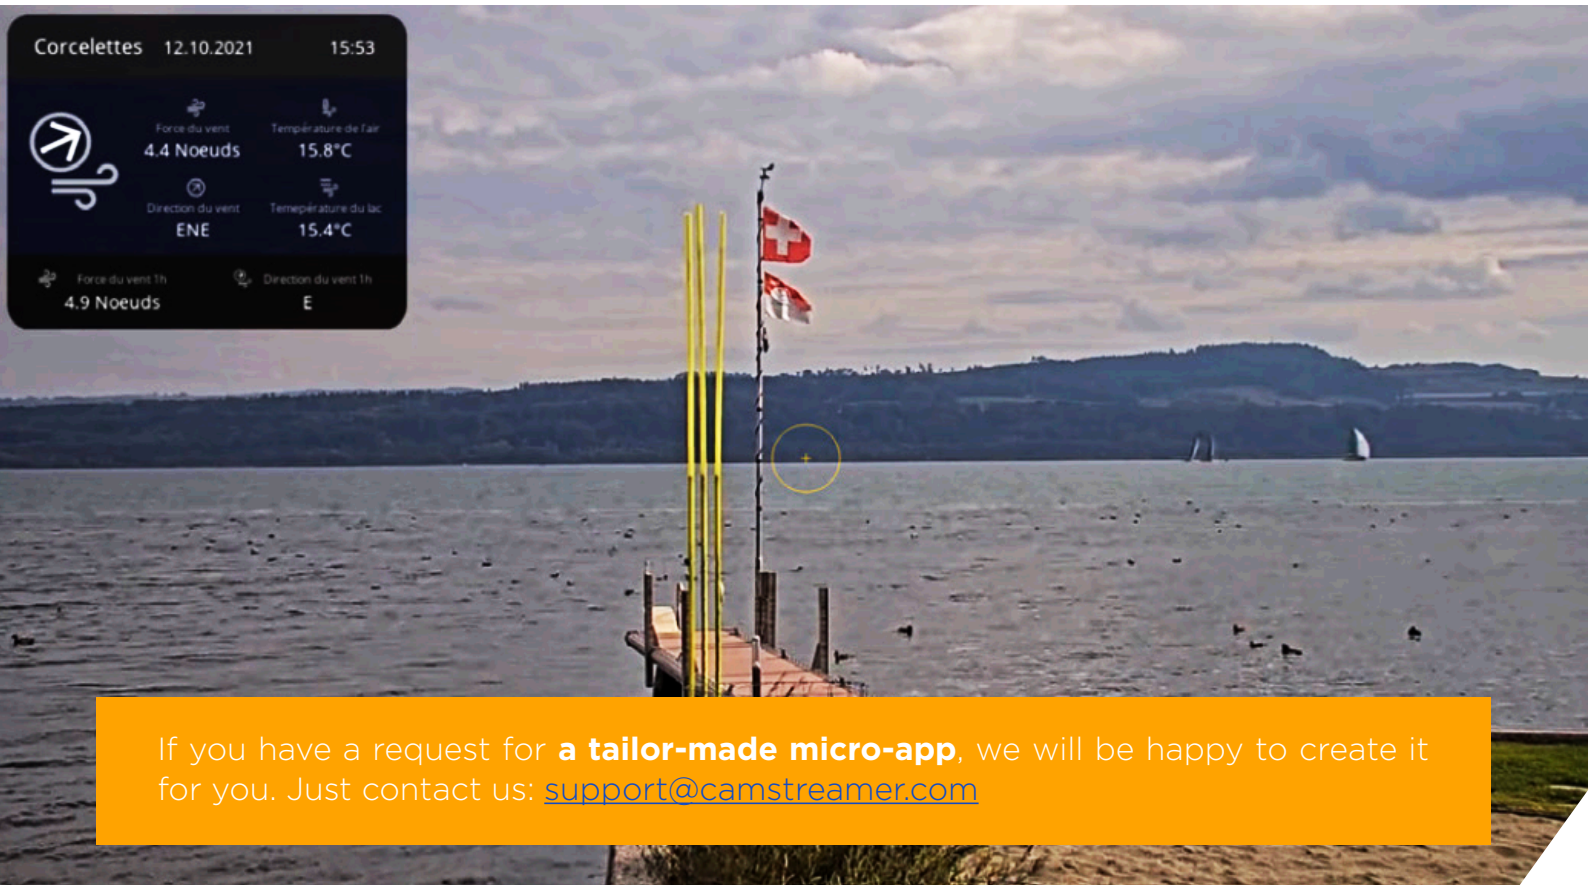 Corcelettes 12.10.2021 15:53
Force du vent Température de l'air
4.4 Noeuds 15.8°C
Direction du vent Temepérature du lac
ENE 15.4°C
Force du vent 1h Direction du vent 1h
4.9 Noeuds E
If you have a request for a tailor-made micro-app, we will be happy to create it
for you. Just contact us: support@camstreamer.com